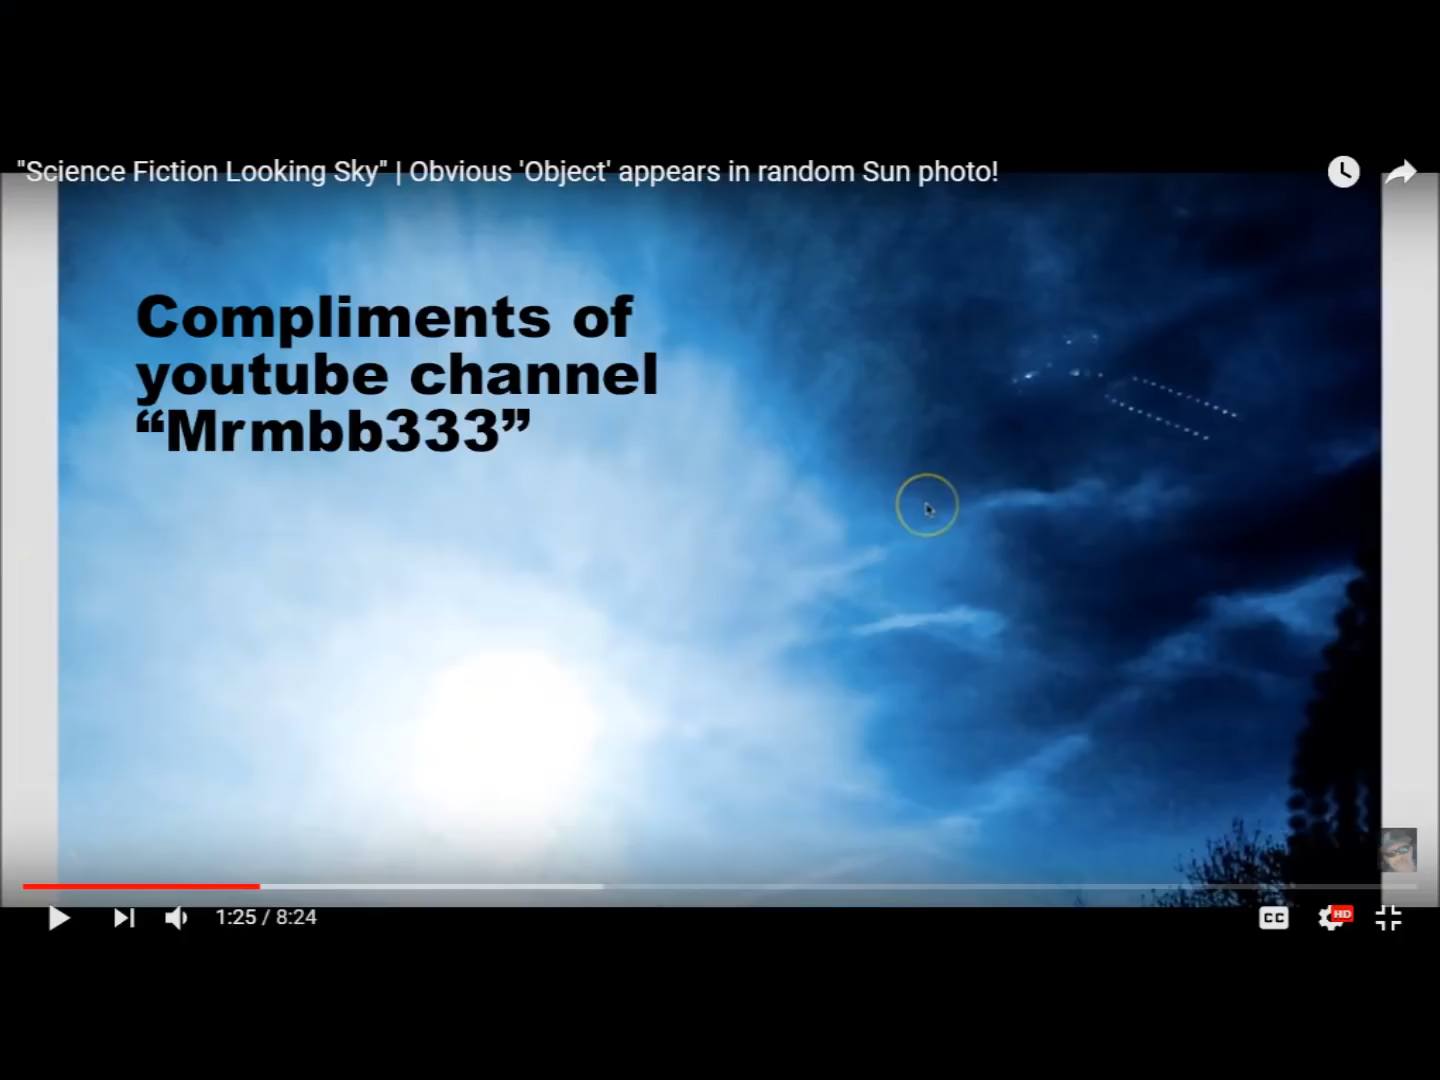 "Science Fiction Looking Sky" | Obvious 'Object' appears in random Sun photo!
Compliments of
youtube channel
“Mrmbb333”
1:25 / 8:24
CC
HD